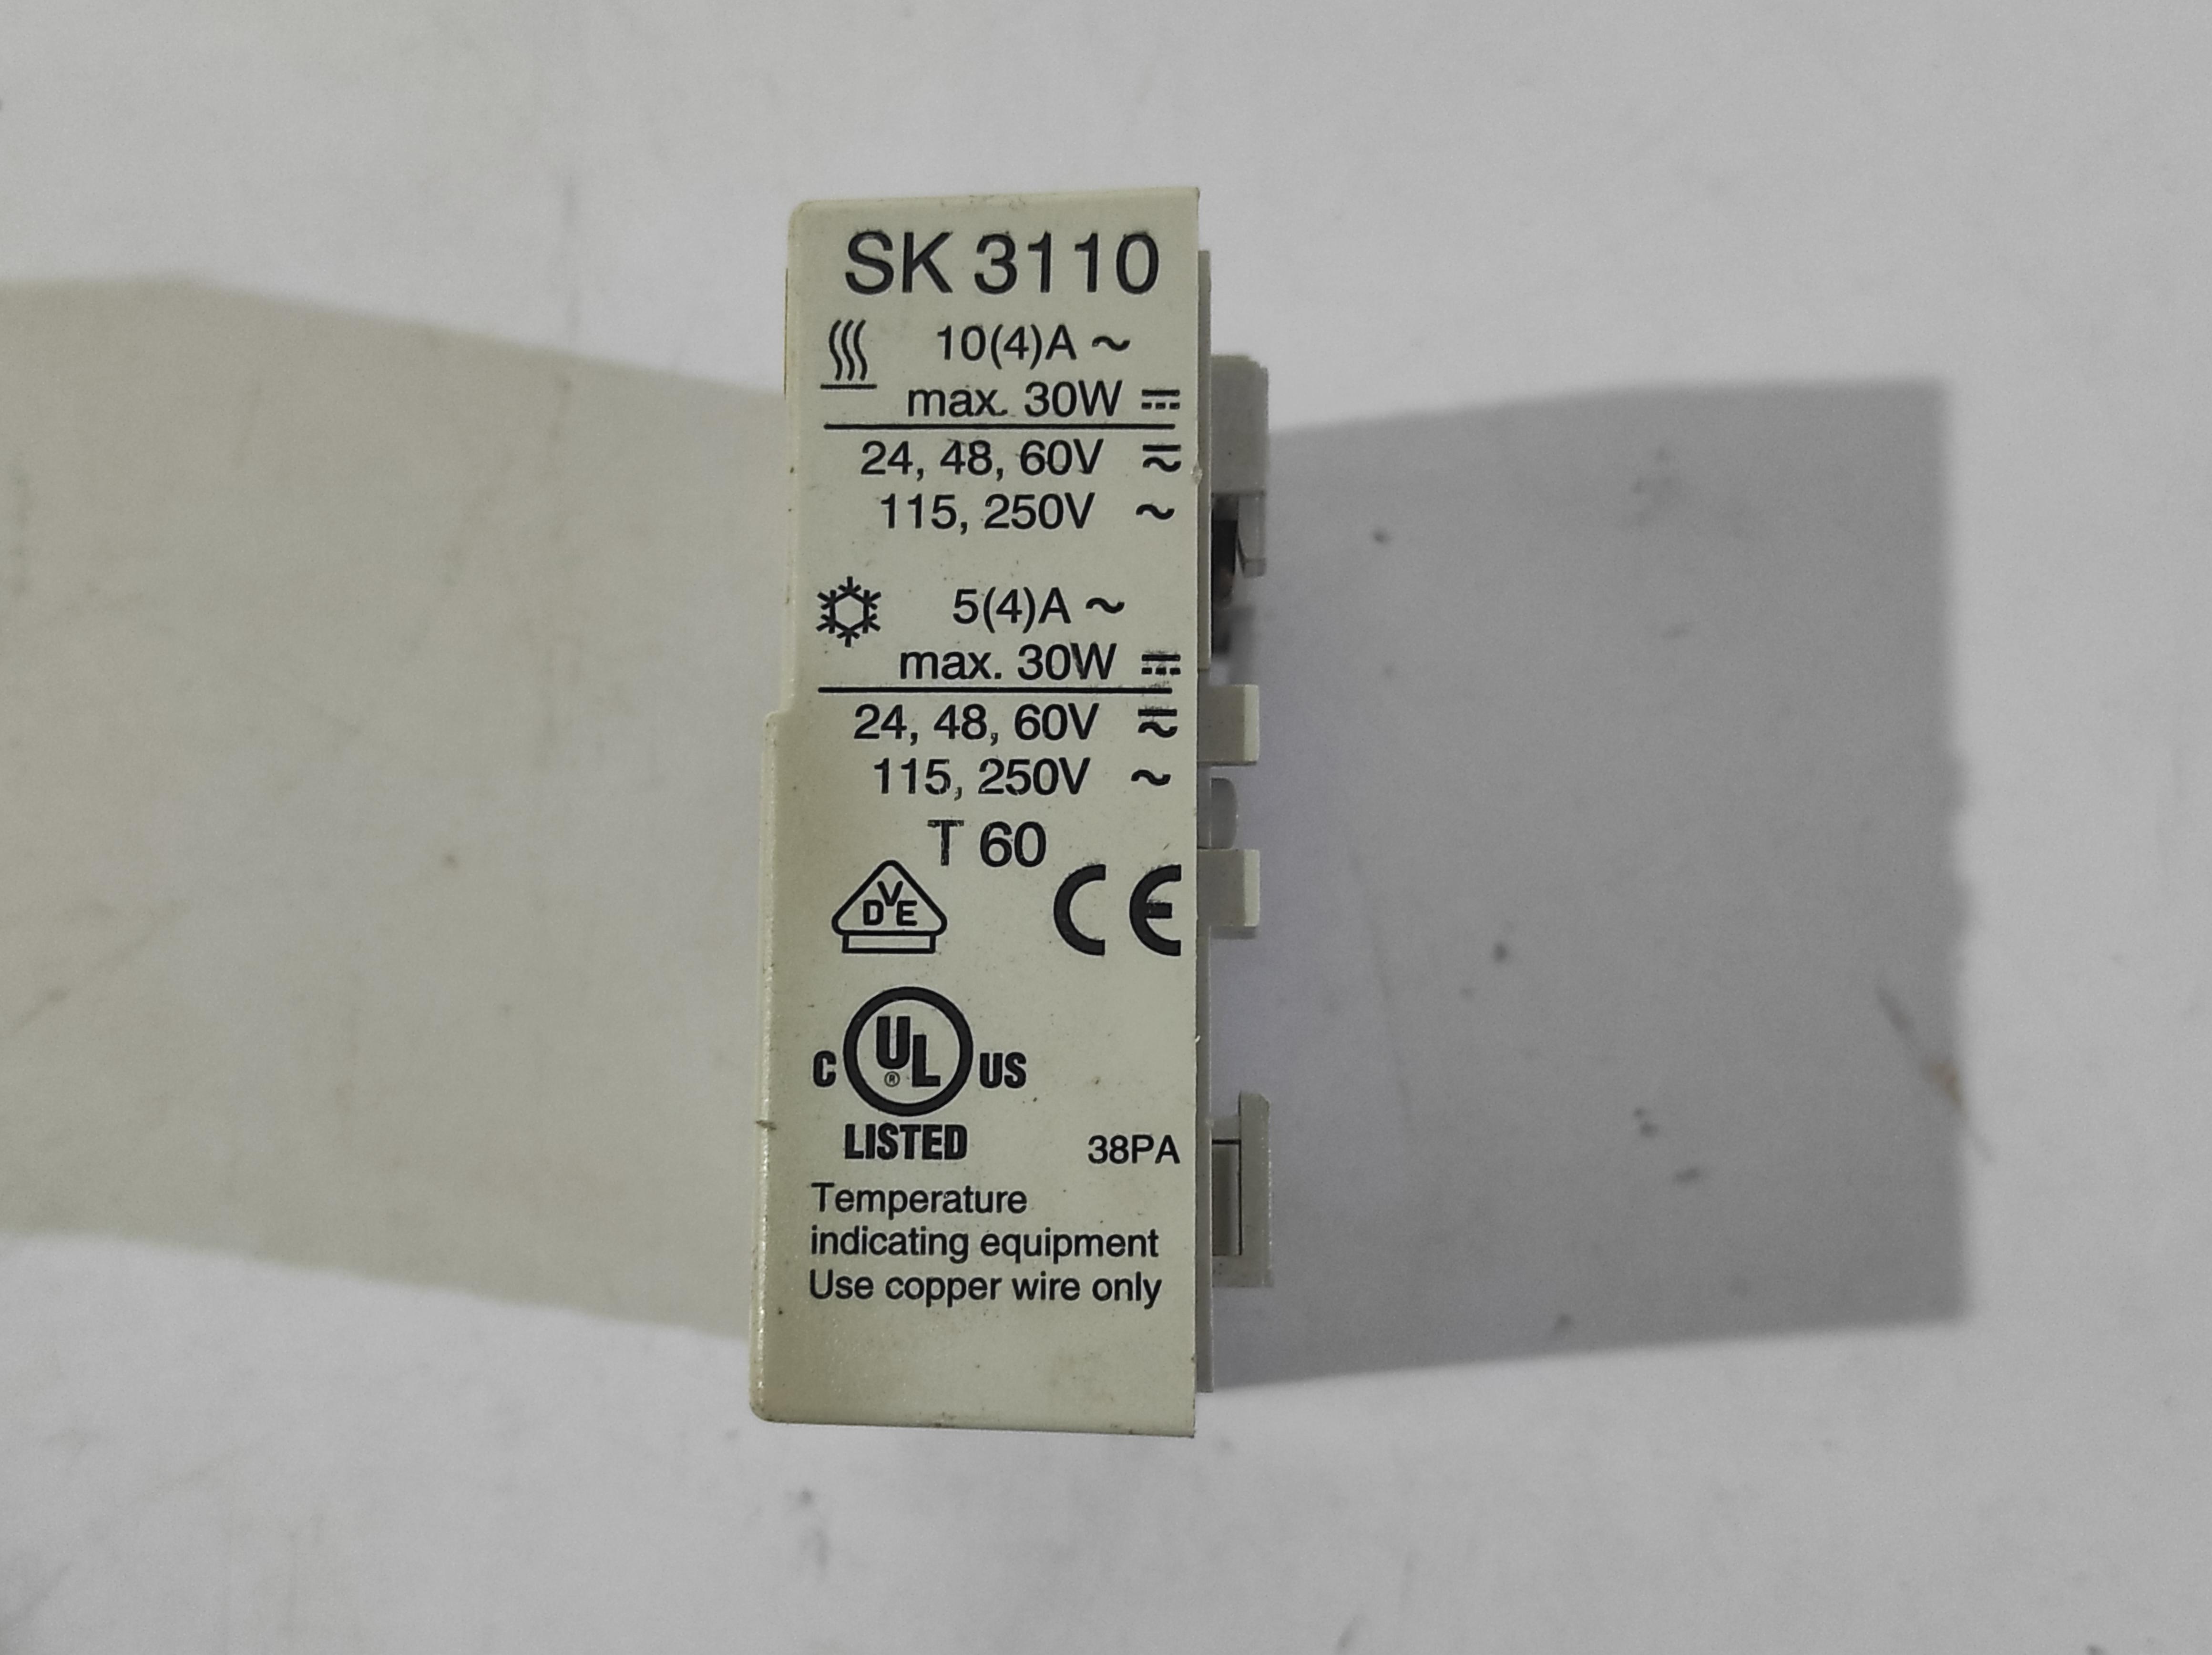 SK 3110
10(4)A ~
max. 30W ⎓
24, 48, 60V ⏦
115, 250V ~
5(4)A ~
max. 30W ⎓
24, 48, 60V ⏦
115, 250V ~
T 60
DVE CE
C UL® US
LISTED 38PA
Temperature
indicating equipment
Use copper wire only